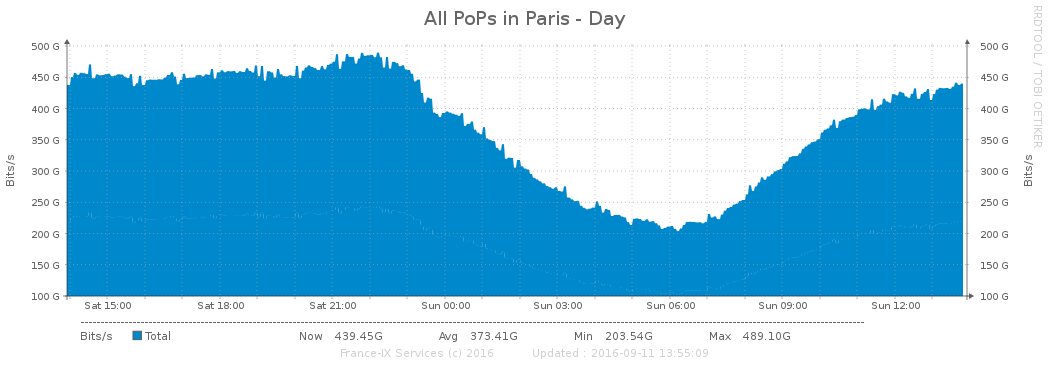 All PoPs in Paris - Day
RRDTOOL / TOBI OETIKER
500 G 500 G
450 G 450 G
400 G 400 G
350 G 350 G
300 G 300 G
250 G 250 G
200 G 200 G
150 G 150 G
100 G 100 G
Bits/s
Bits/s
Sat 15:00 Sat 18:00 Sat 21:00 Sun 00:00 Sun 03:00 Sun 06:00 Sun 09:00 Sun 12:00
Bits/s Total Now 439.45G Avg 373.41G Min 203.54G Max 489.10G
France-IX Services (c) 2016 Updated : 2016-09-11 13:55:09